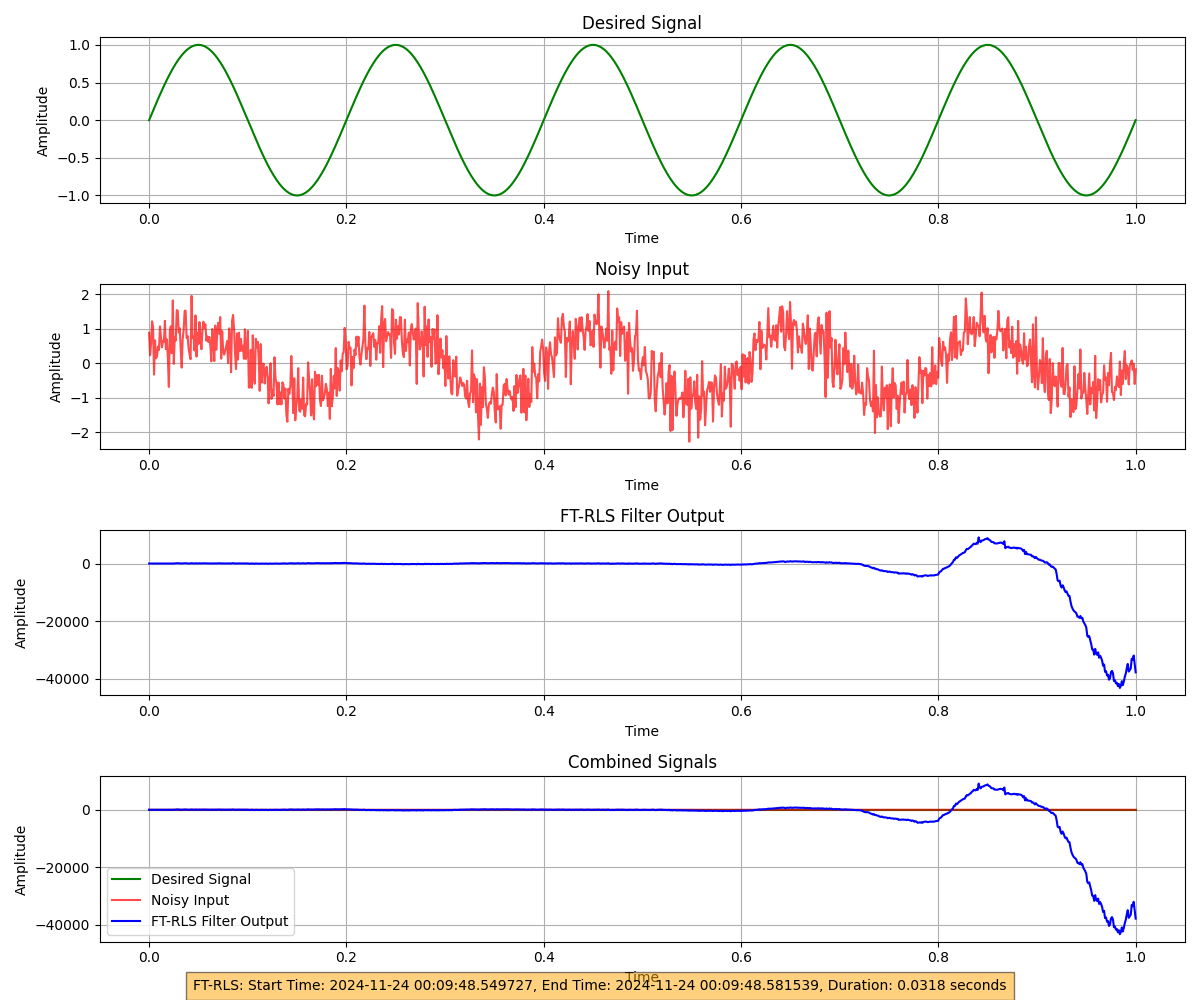 Desired Signal
1.0
0.5
0.0
−0.5
−1.0
Amplitude
0.0 0.2 0.4 0.6 0.8 1.0
Time
Noisy Input
2
1
0
−1
−2
Amplitude
0.0 0.2 0.4 0.6 0.8 1.0
Time
FT-RLS Filter Output
0
−20000
−40000
Amplitude
0.0 0.2 0.4 0.6 0.8 1.0
Time
Combined Signals
0
−20000
−40000
Amplitude
Desired Signal
Noisy Input
FT-RLS Filter Output
0.0 0.2 0.4 0.6 0.8 1.0
Time
FT-RLS: Start Time: 2024-11-24 00:09:48.549727, End Time: 2024-11-24 00:09:48.581539, Duration: 0.0318 seconds